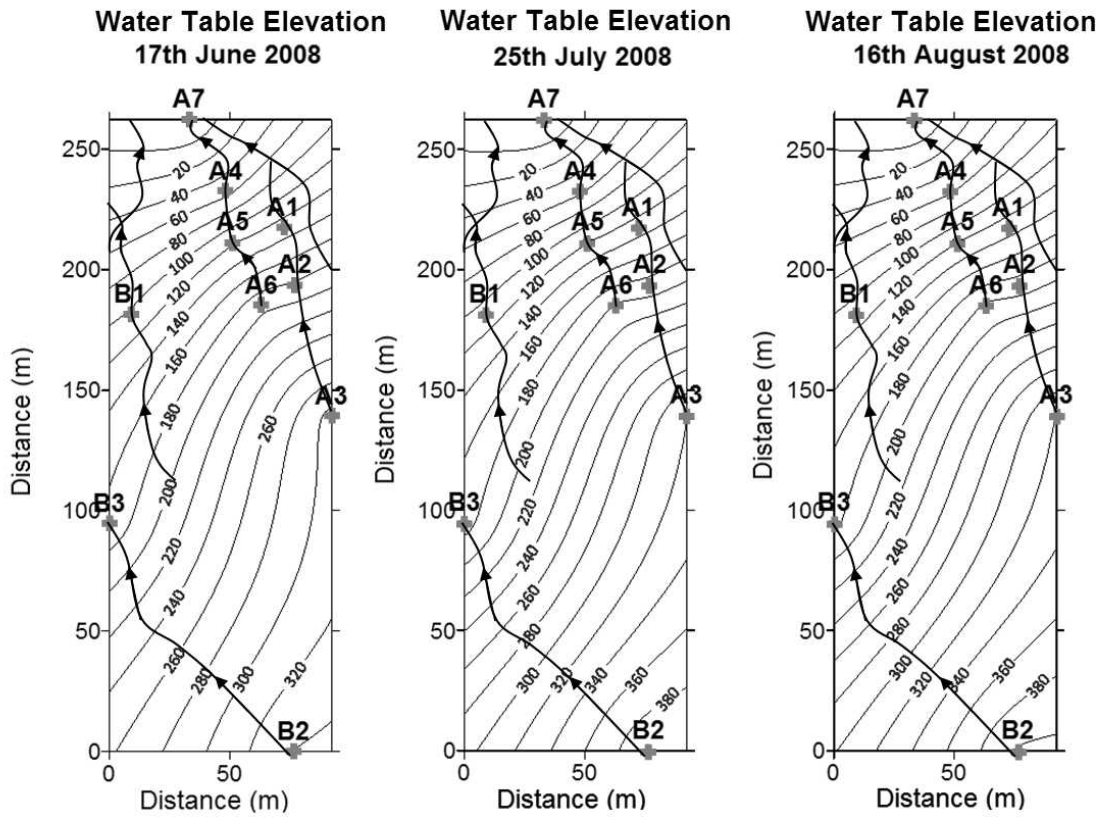 Water Table Elevation
17th June 2008
A7
250
20
A4
40
A1
60
A5
80
200
100
A2
A6
120
B1
140
160
150
A3
180
260
200
B3
100
220
240
50
260
280
300
320
B2
0
0
50
Distance (m)
Distance (m)
Water Table Elevation
25th July 2008
A7
250
20
A4
40
A1
60
A5
80
200
100
A2
A6
120
B1
140
160
150
A3
180
200
B3
100
220
240
260
50
280
300
320
340
360
380
B2
0
0
50
Distance (m)
Distance (m)
Water Table Elevation
16th August 2008
A7
250
20
A4
40
A1
60
A5
80
200
100
A2
A6
120
B1
140
160
150
A3
180
200
B3
100
220
240
260
50
280
300
320
340
360
380
B2
0
0
50
Distance (m)
Distance (m)